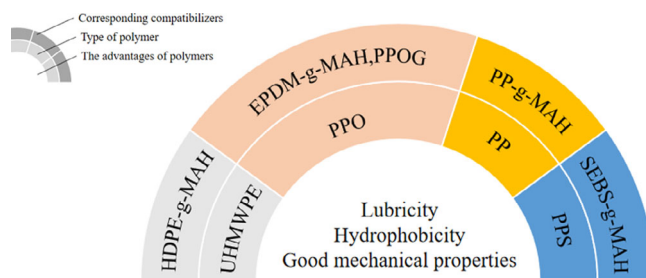 Corresponding compatibilizers
Type of polymer
The advantages of polymers
HDPE-g-MAH
EPDM-g-MAH,PPOG
PP-g-MAH
SEBS-g-MAH
UHMWPE
PPO
PP
PPS
Lubricity
Hydrophobicity
Good mechanical properties